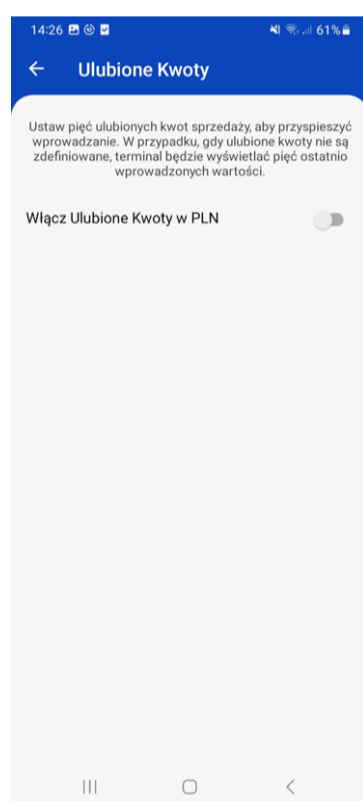 14:26 61%
Ulubione Kwoty
Ustaw pięć ulubionych kwot sprzedaży, aby przyspieszyć
wprowadzanie. W przypadku, gdy ulubione kwoty nie są
zdefiniowane, terminal będzie wyświetlać pięć ostatnio
wprowadzonych wartości.
Włącz Ulubione Kwoty w PLN